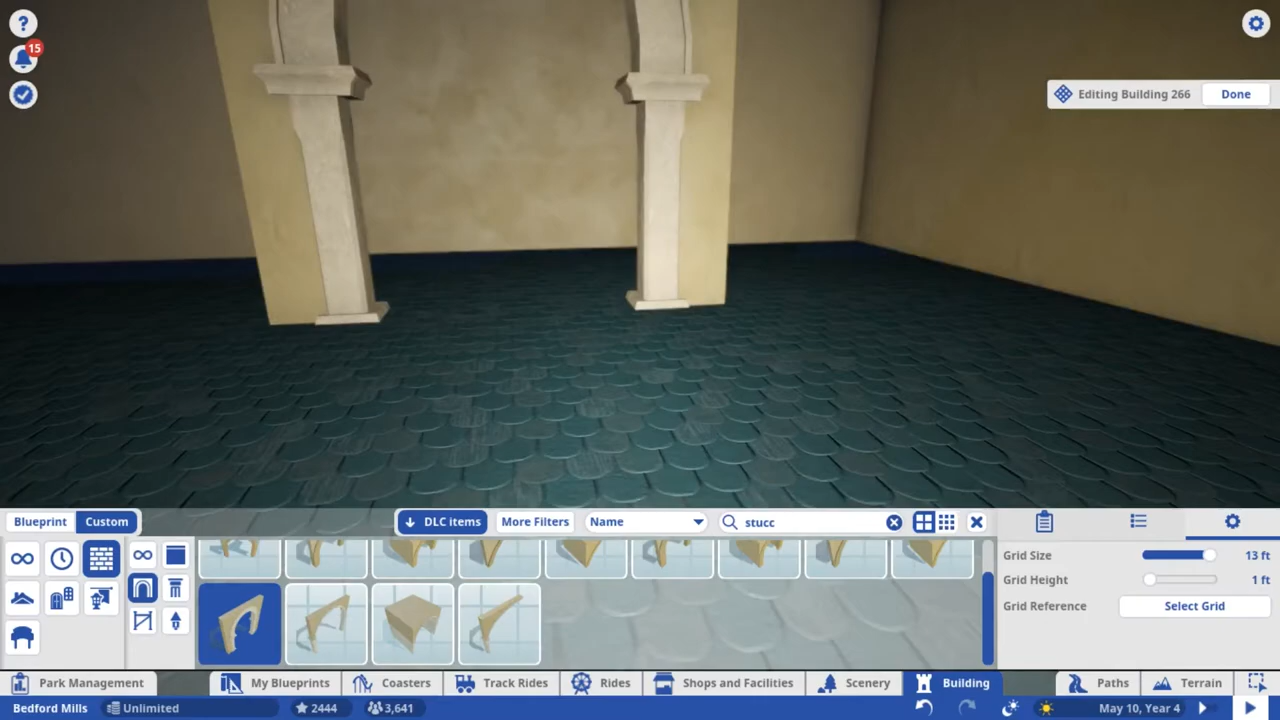 ?
15
Editing Building 266 Done
Blueprint Custom DLC items More Filters Name stucc
Grid Size 13 ft
Grid Height 1 ft
Grid Reference Select Grid
Park Management My Blueprints Coasters Track Rides Rides Shops and Facilities Scenery Building Paths Terrain
Bedford Mills Unlimited 2444 3,641 May 10, Year 4